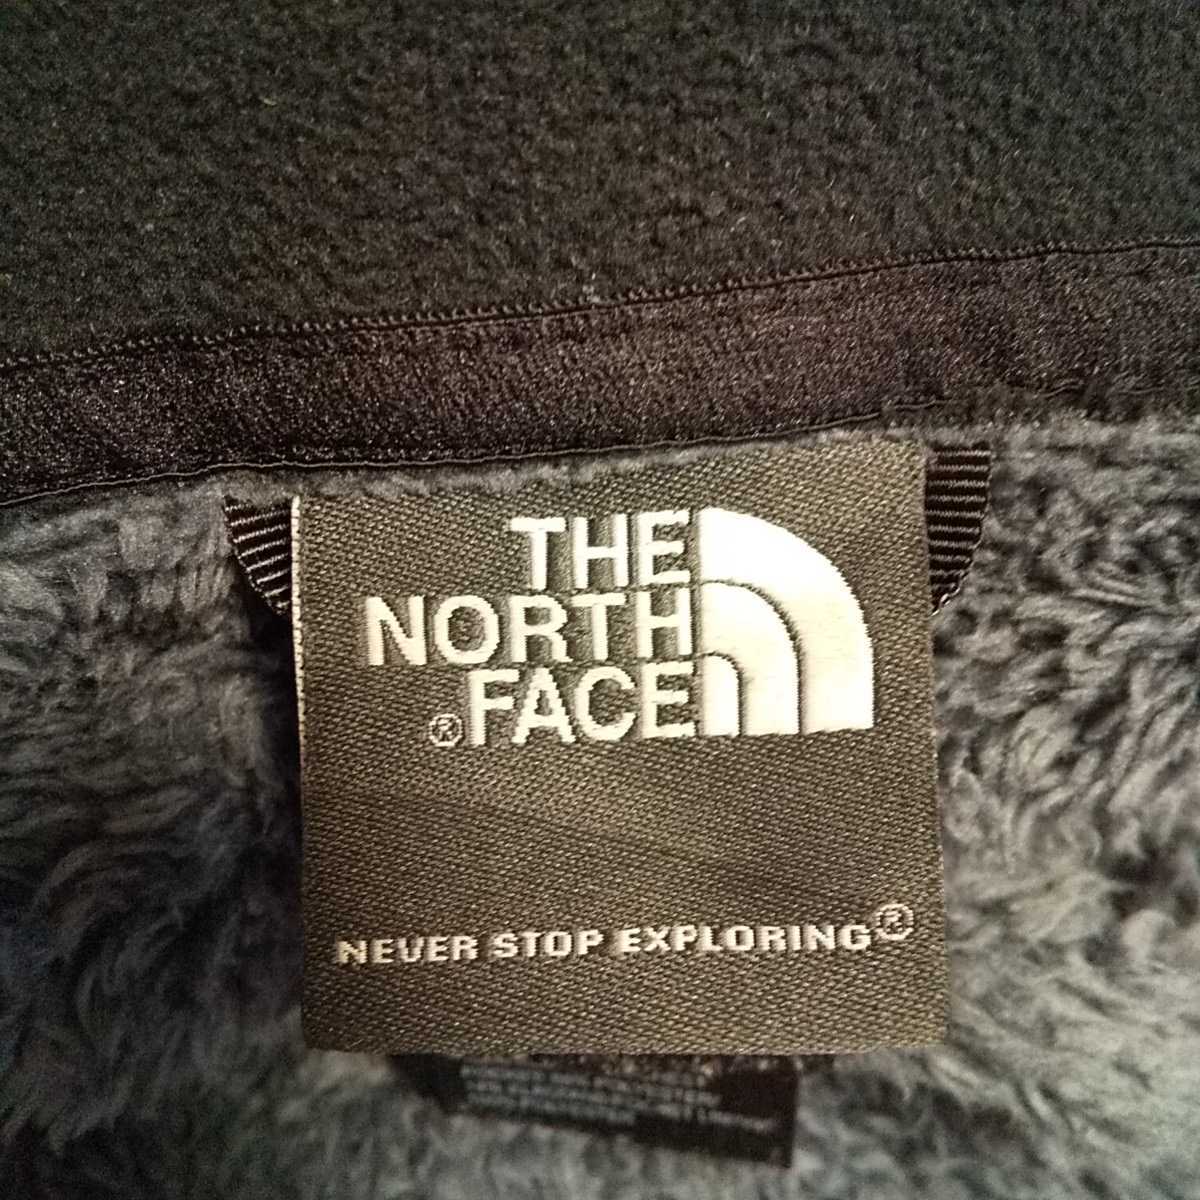 THE
NORTH
®FACE
NEVER STOP EXPLORING®